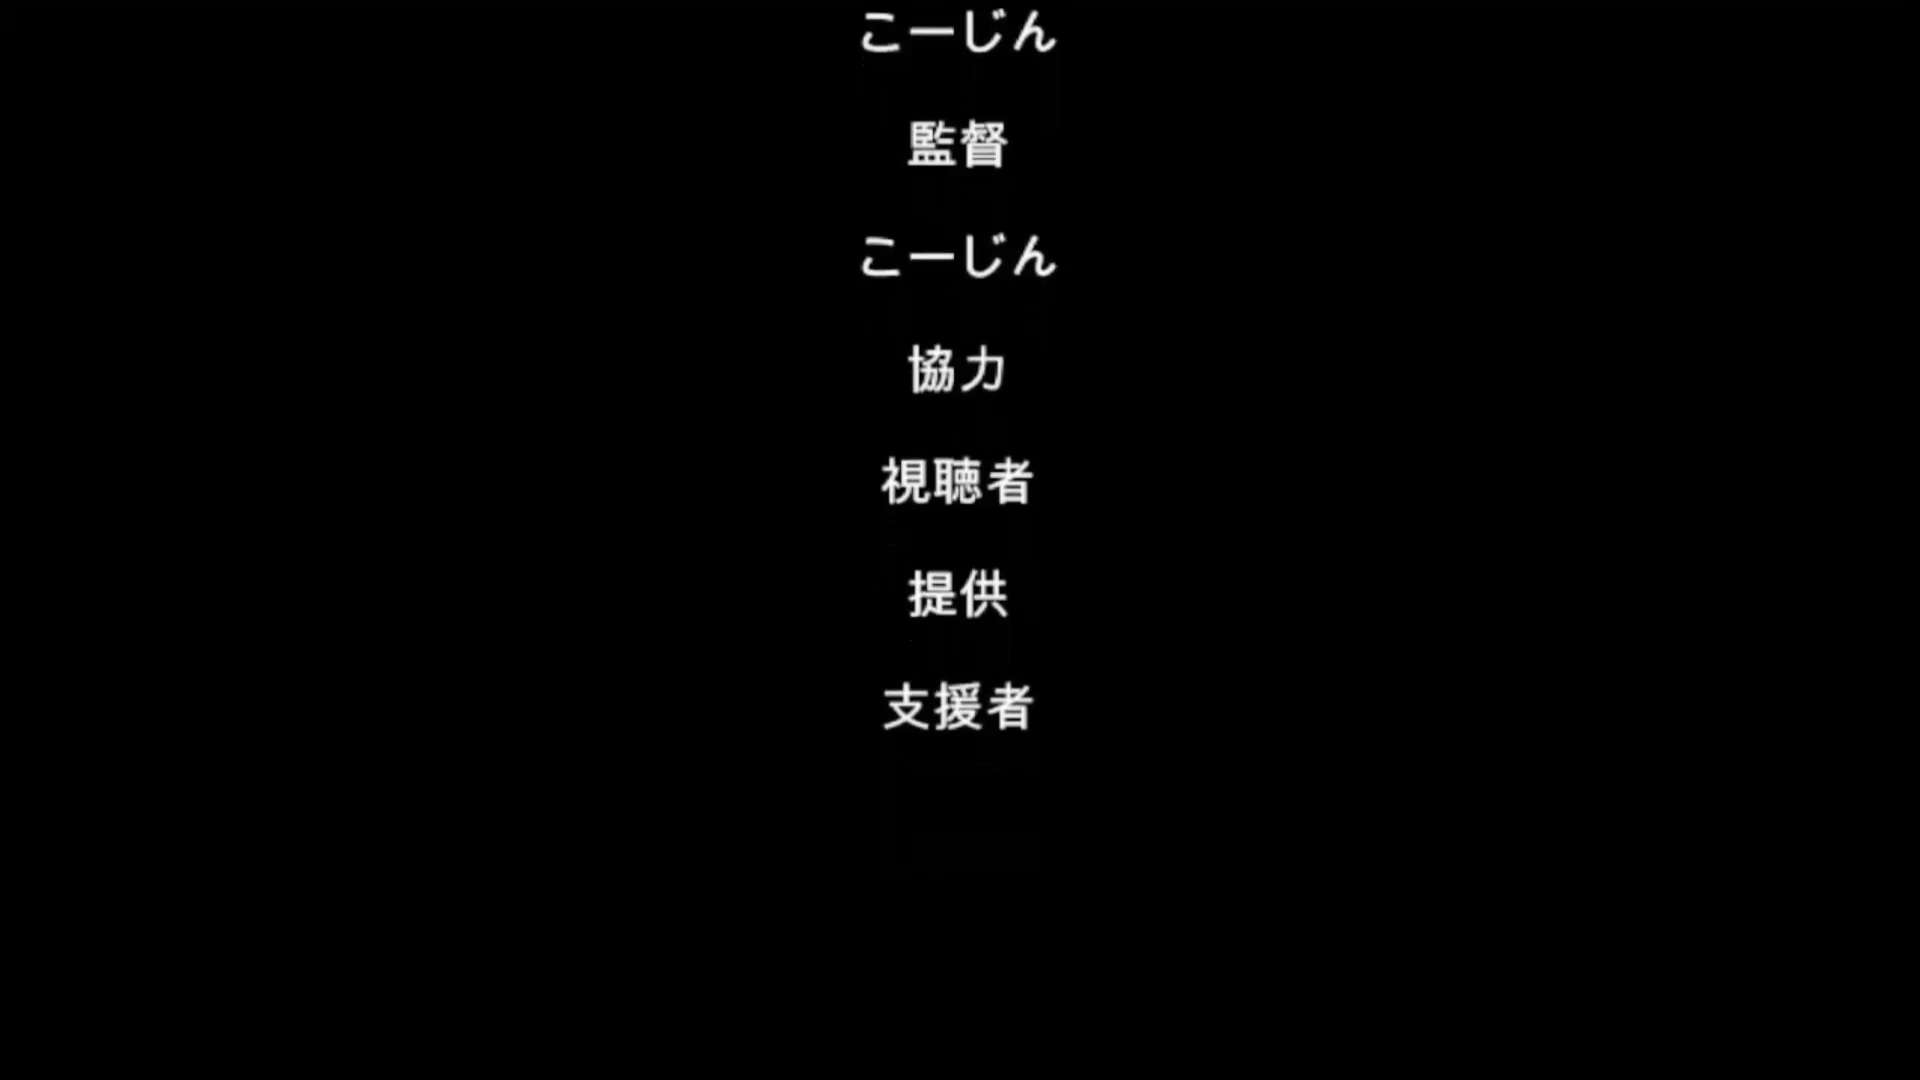 こーじん
監督
こーじん
協力
視聴者
提供
支援者